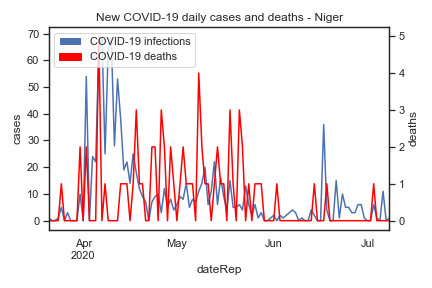 New COVID-19 daily cases and deaths - Niger
COVID-19 infections
COVID-19 deaths
cases
70
60
50
40
30
20
10
0
deaths
5
4
3
2
1
0
Apr
2020
May
Jun
Jul
dateRep